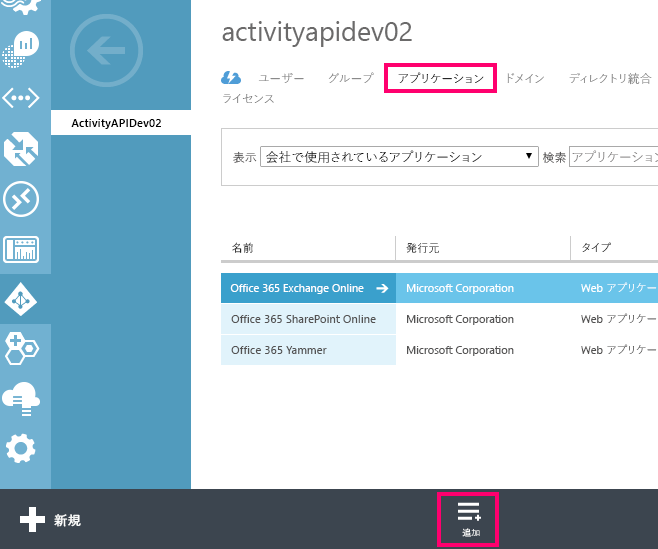 activityapidev02
ユーザー グループ アプリケーション ドメイン ディレクトリ統合
ライセンス
ActivityAPIDev02
表示 会社で使用されているアプリケーション 検索 アプリケーション
名前 発行元 タイプ
Office 365 Exchange Online Microsoft Corporation Web アプリケー
Office 365 SharePoint Online Microsoft Corporation Web アプリケー
Office 365 Yammer Microsoft Corporation Web アプリケー
新規
追加